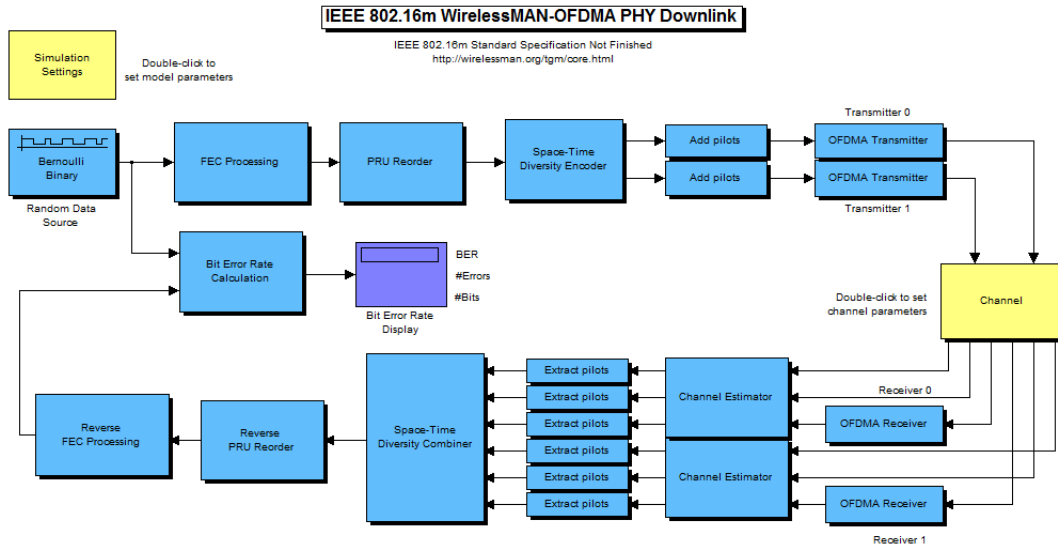 IEEE 802.16m WirelessMAN-OFDMA PHY Downlink
IEEE 802.16m Standard Specification Not Finished
http://wirelessman.org/tgm/core.html
Simulation
Settings
Double-click to
set model parameters
Bernoulli
Binary
Random Data
Source
FEC Processing
PRU Reorder
Space-Time
Diversity Encoder
Add pilots
Add pilots
Transmitter 0
OFDMA Transmitter
OFDMA Transmitter
Transmitter 1
Bit Error Rate
Calculation
BER
#Errors
#Bits
Bit Error Rate
Display
Double-click to set
channel parameters
Channel
Reverse
FEC Processing
Reverse
PRU Reorder
Space-Time
Diversity Combiner
Extract pilots
Extract pilots
Extract pilots
Extract pilots
Extract pilots
Extract pilots
Channel Estimator
Channel Estimator
Receiver 0
OFDMA Receiver
OFDMA Receiver
Receiver 1